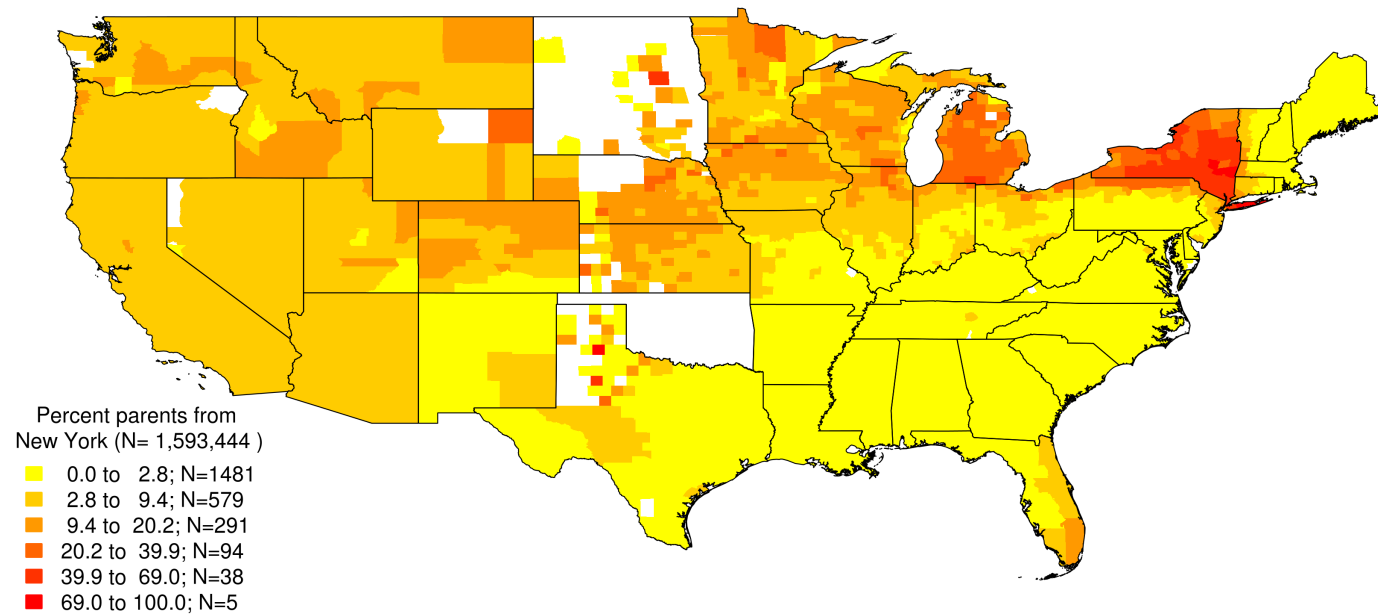 Percent parents from
New York (N= 1,593,444 )
0.0 to 2.8; N=1481
2.8 to 9.4; N=579
9.4 to 20.2; N=291
20.2 to 39.9; N=94
39.9 to 69.0; N=38
69.0 to 100.0; N=5